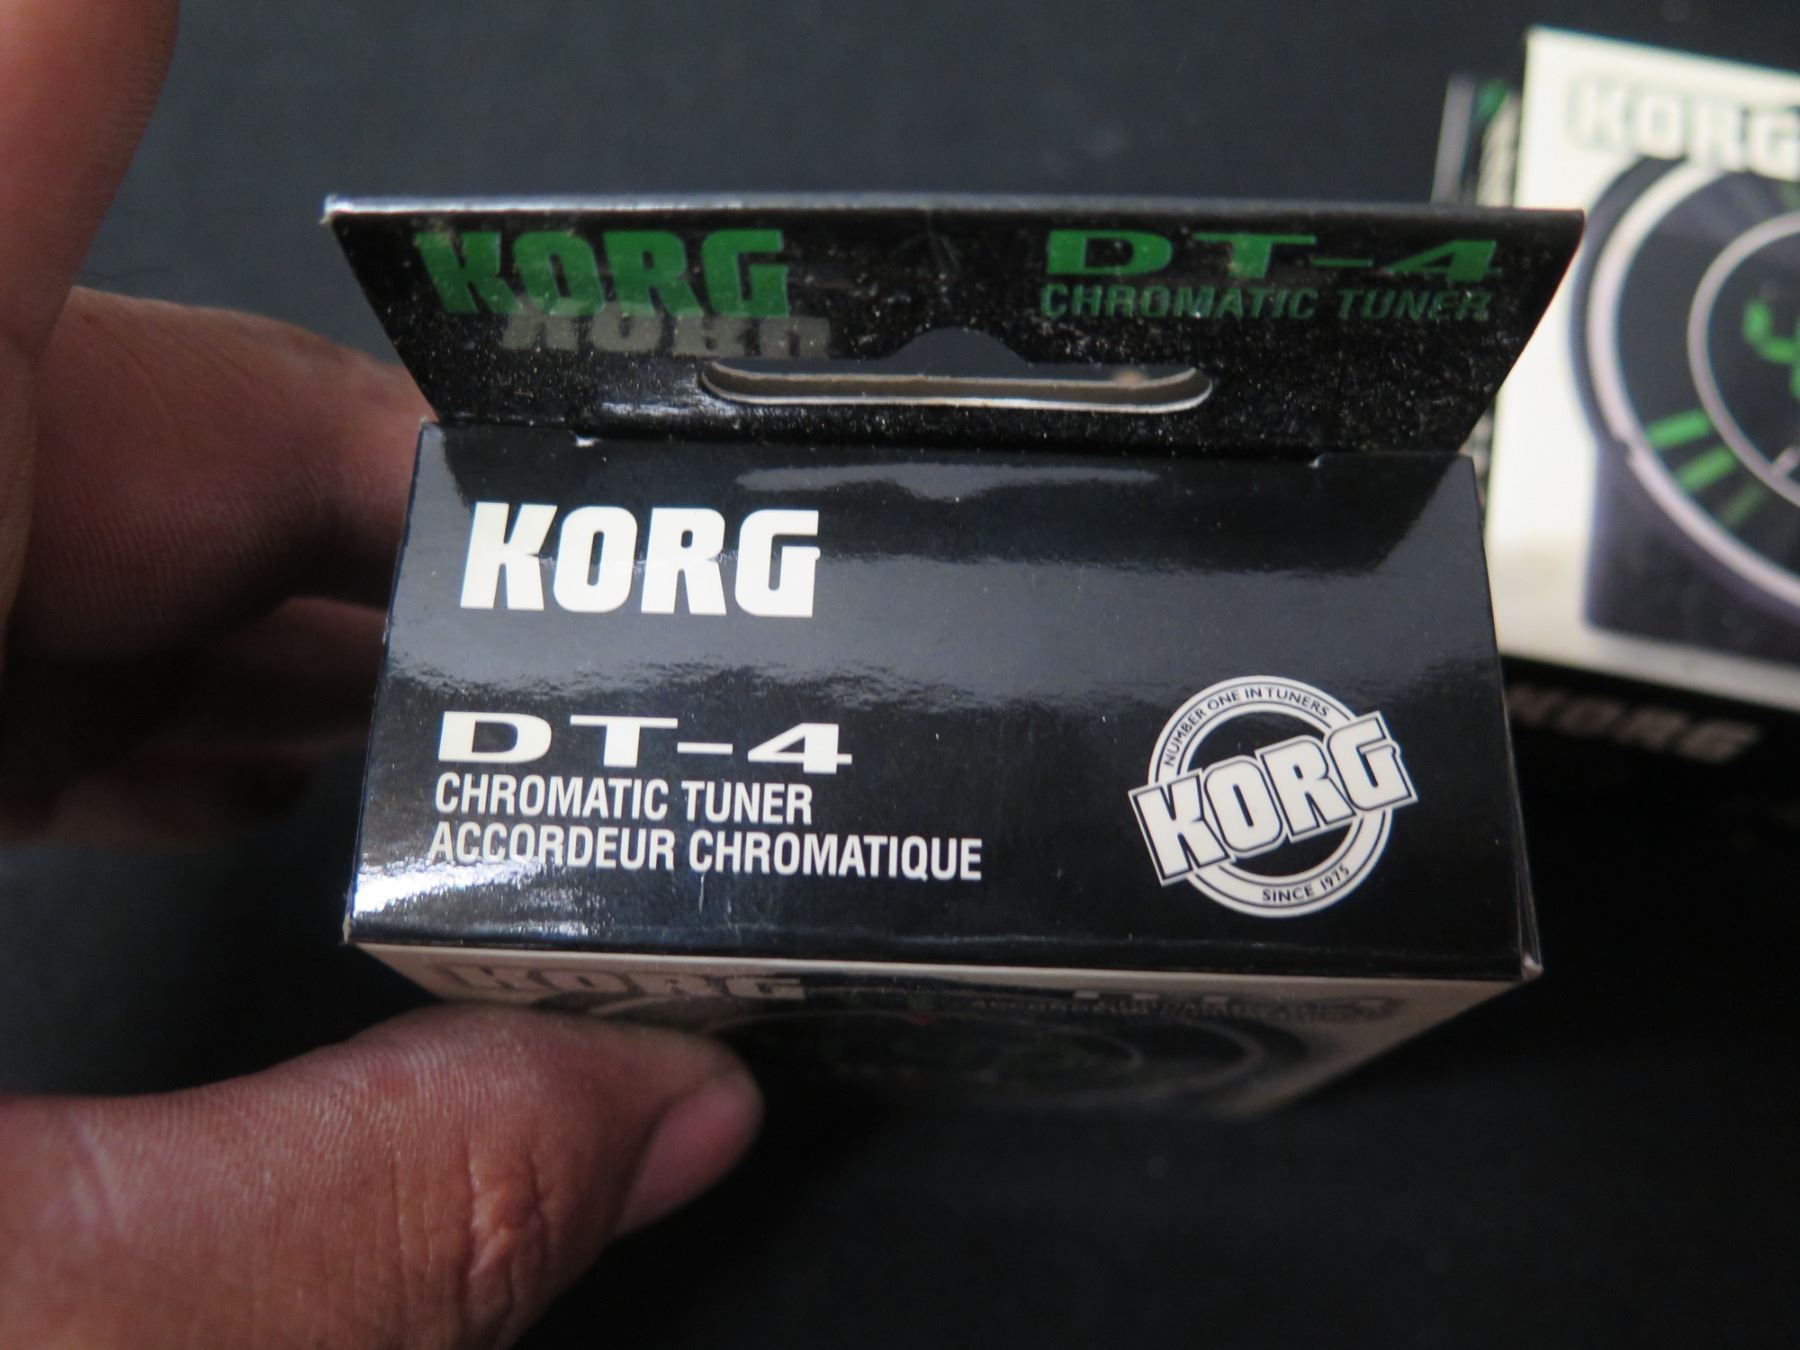 KORG
DT-4
CHROMATIC TUNER
KORG
DT-4
CHROMATIC TUNER
ACCORDEUR CHROMATIQUE
NUMBER ONE IN TUNERS
KORG
SINCE 1975
KORG
KORG
KORG